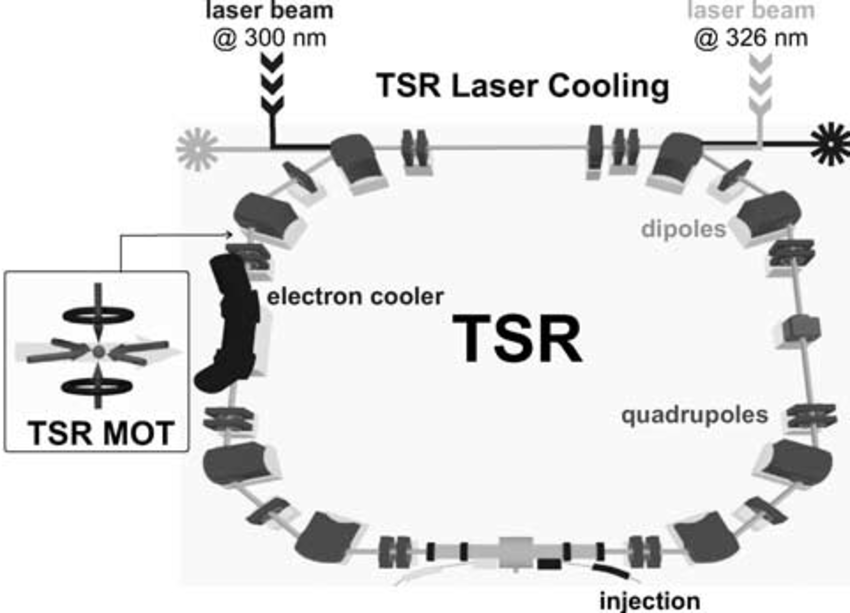 laser beam
@ 300 nm
laser beam
@ 326 nm
TSR Laser Cooling
dipoles
electron cooler
TSR
quadrupoles
TSR MOT
injection